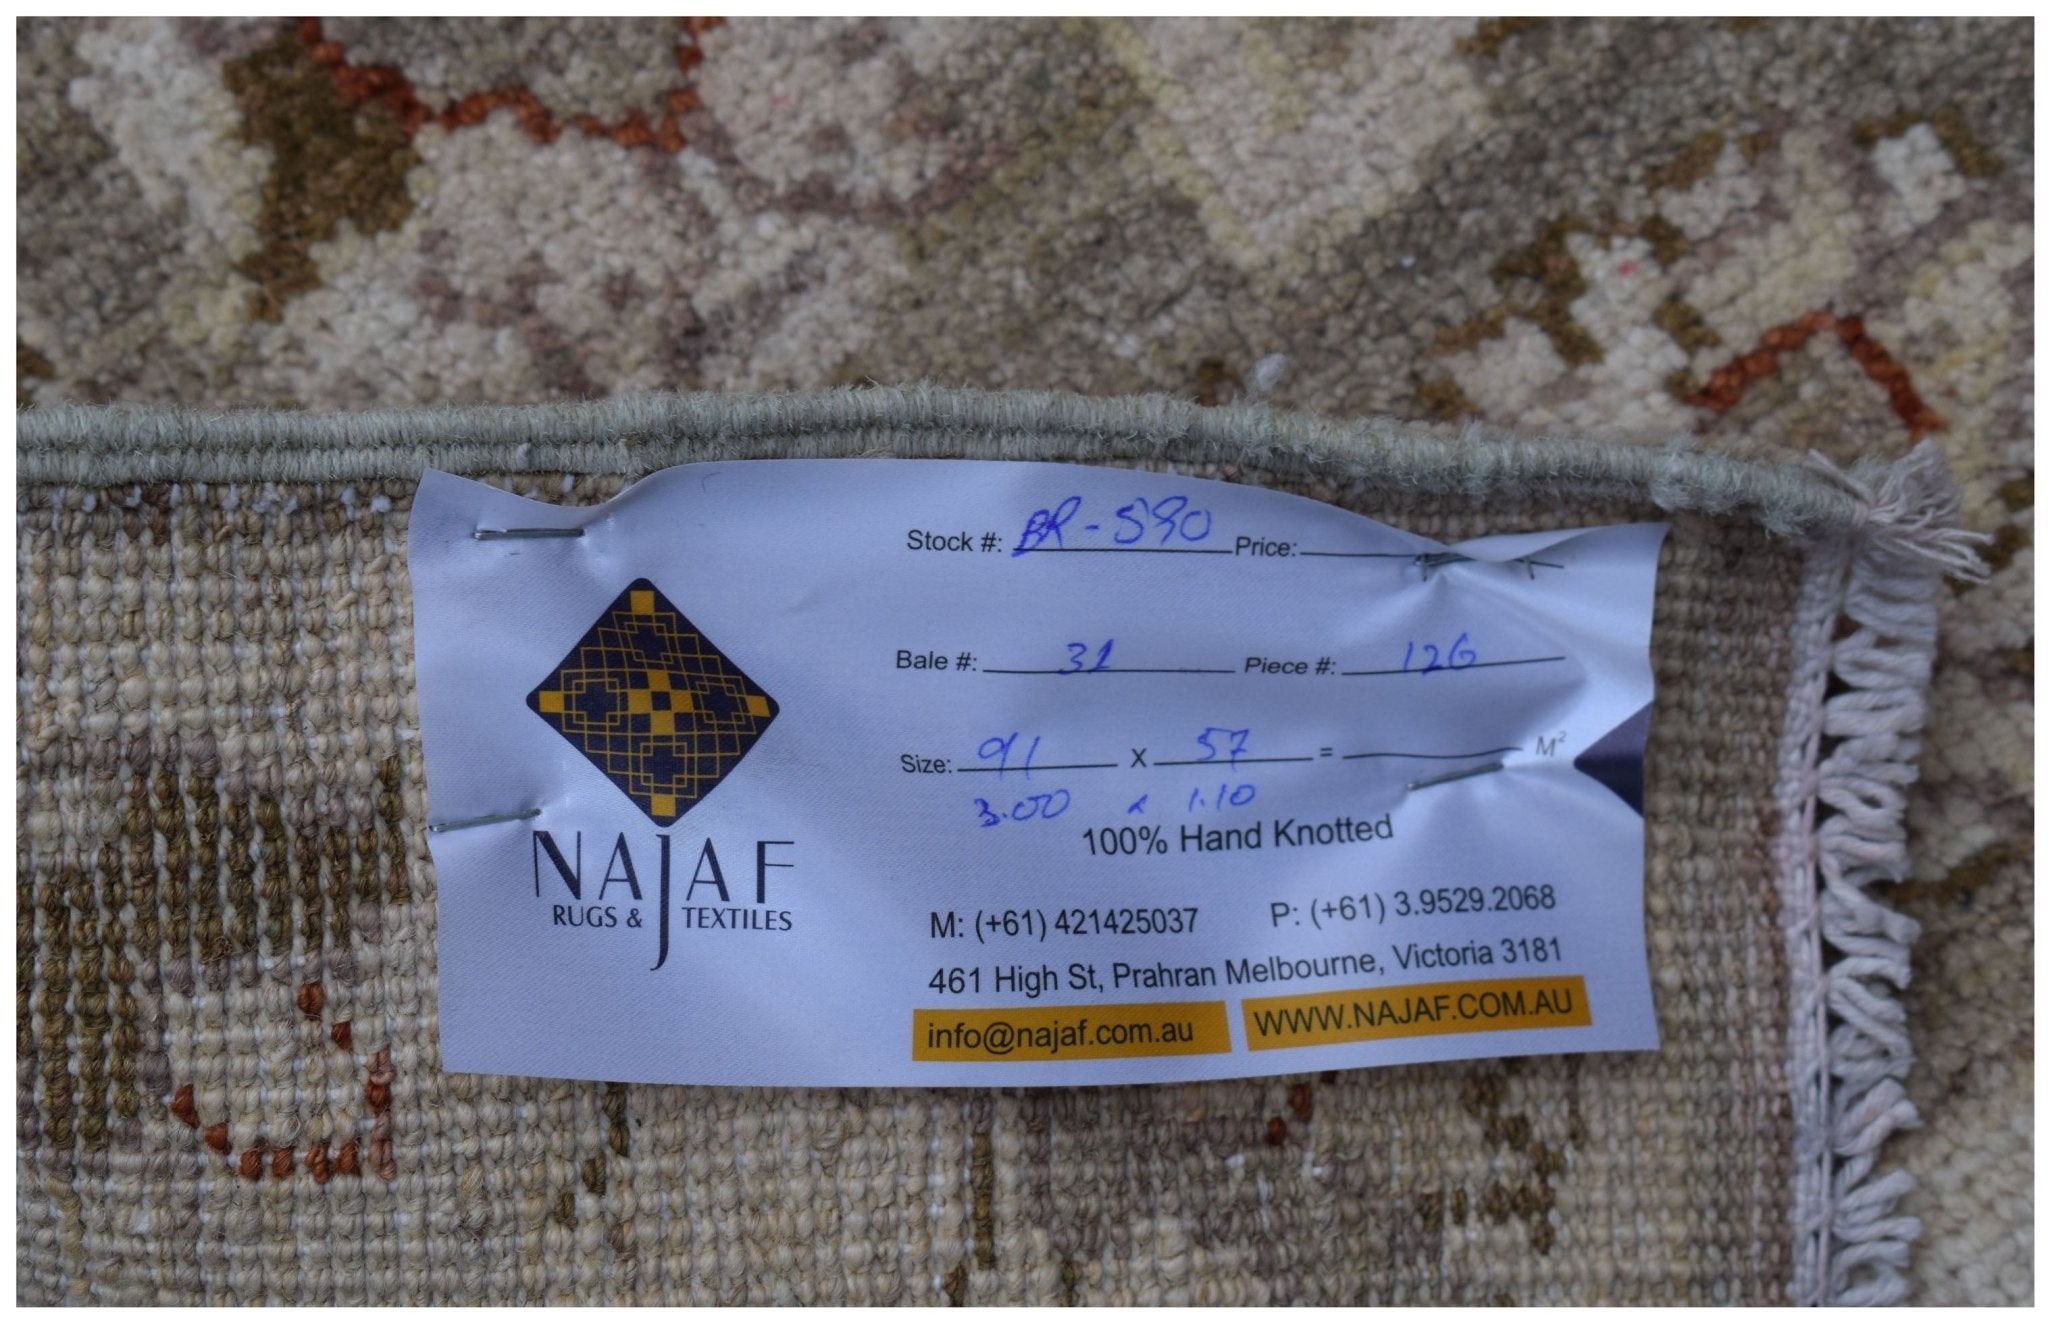 Stock #: BR-590 Price:
Bale #: 31 Piece #: 126
Size: 91 X 57 = M²
3.00 x 1.10
100% Hand Knotted
NAJAF
RUGS & TEXTILES
M: (+61) 421425037 P: (+61) 3.9529.2068
461 High St, Prahran Melbourne, Victoria 3181
info@najaf.com.au WWW.NAJAF.COM.AU